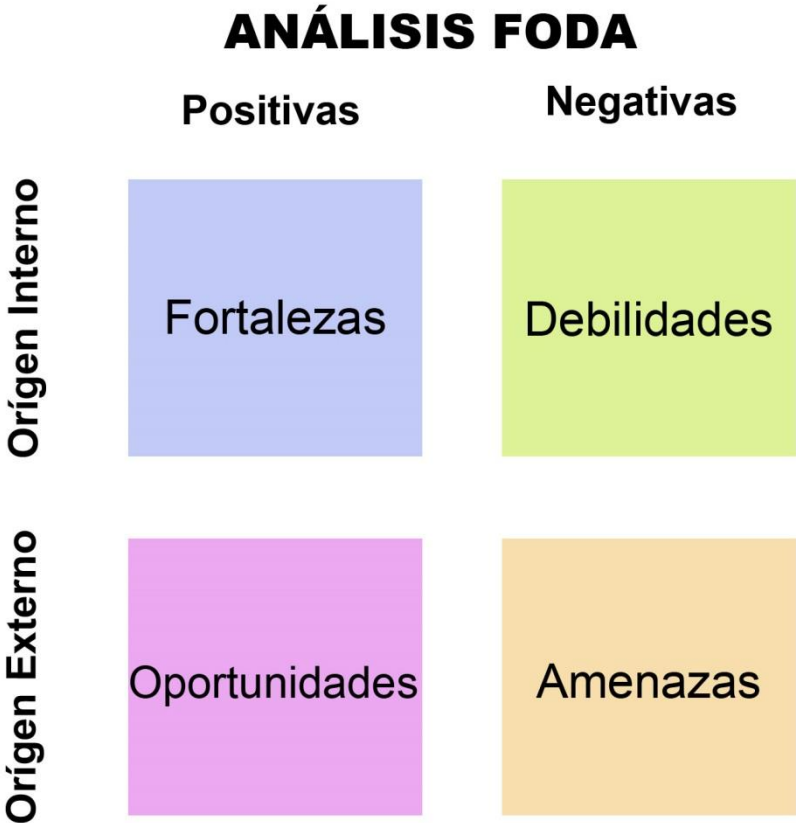 ANÁLISIS FODA
Positivas
Negativas
Orígen Interno
Fortalezas
Debilidades
Orígen Externo
Oportunidades
Amenazas